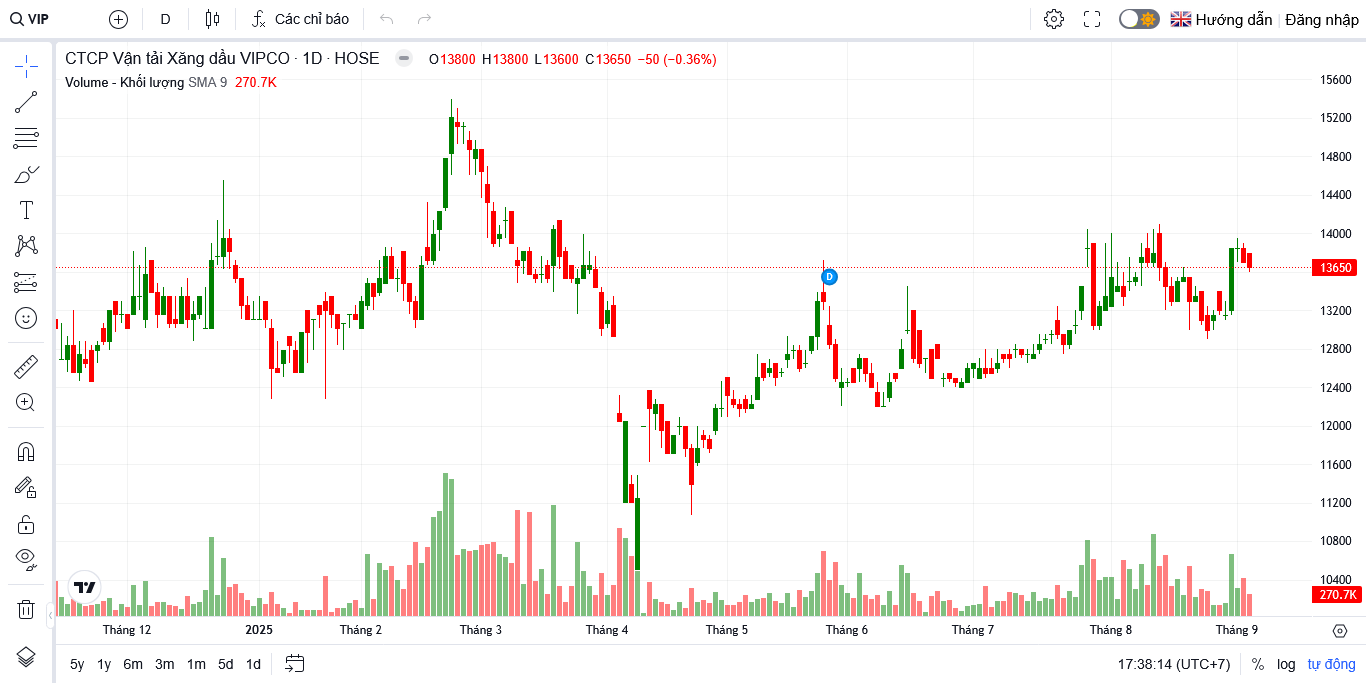 VIP D Các chỉ báo Hướng dẫn Đăng nhập
CTCP Vận tải Xăng dầu VIPCO · 1D · HOSE O13800 H13800 L13600 C13650 −50 (−0.36%)
Volume - Khối lượng SMA 9 270.7K
15600
15200
14800
14400
14000
13650
13200
12800
12400
12000
11600
11200
10800
10400
270.7K
D
Tháng 12 2025 Tháng 2 Tháng 3 Tháng 4 Tháng 5 Tháng 6 Tháng 7 Tháng 8 Tháng 9
5y 1y 6m 3m 1m 5d 1d 17:38:14 (UTC+7) % log tự động